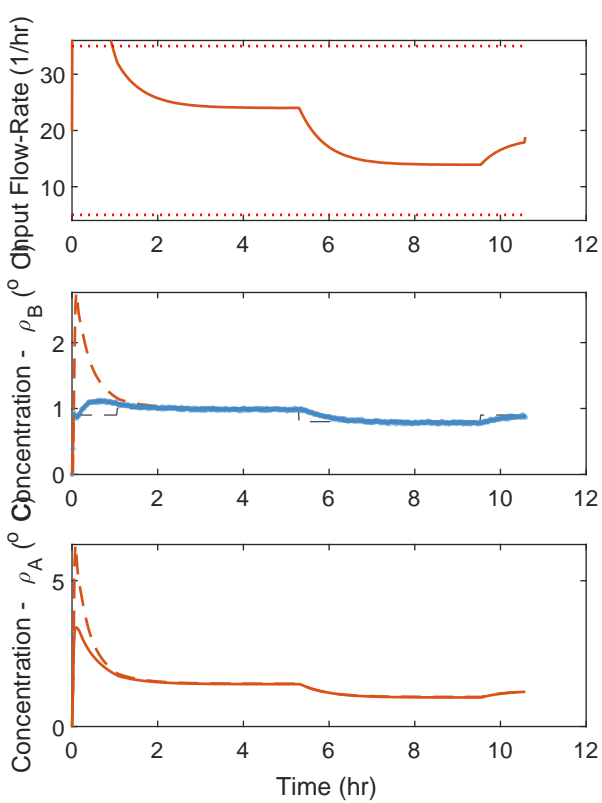 Input Flow-Rate (1/hr)
30
20
10
0 2 4 6 8 10 12
Concentration - ρB (o C)
2
1
0
0 2 4 6 8 10 12
Concentration - ρA (o C)
5
0
0 2 4 6 8 10 12
Time (hr)